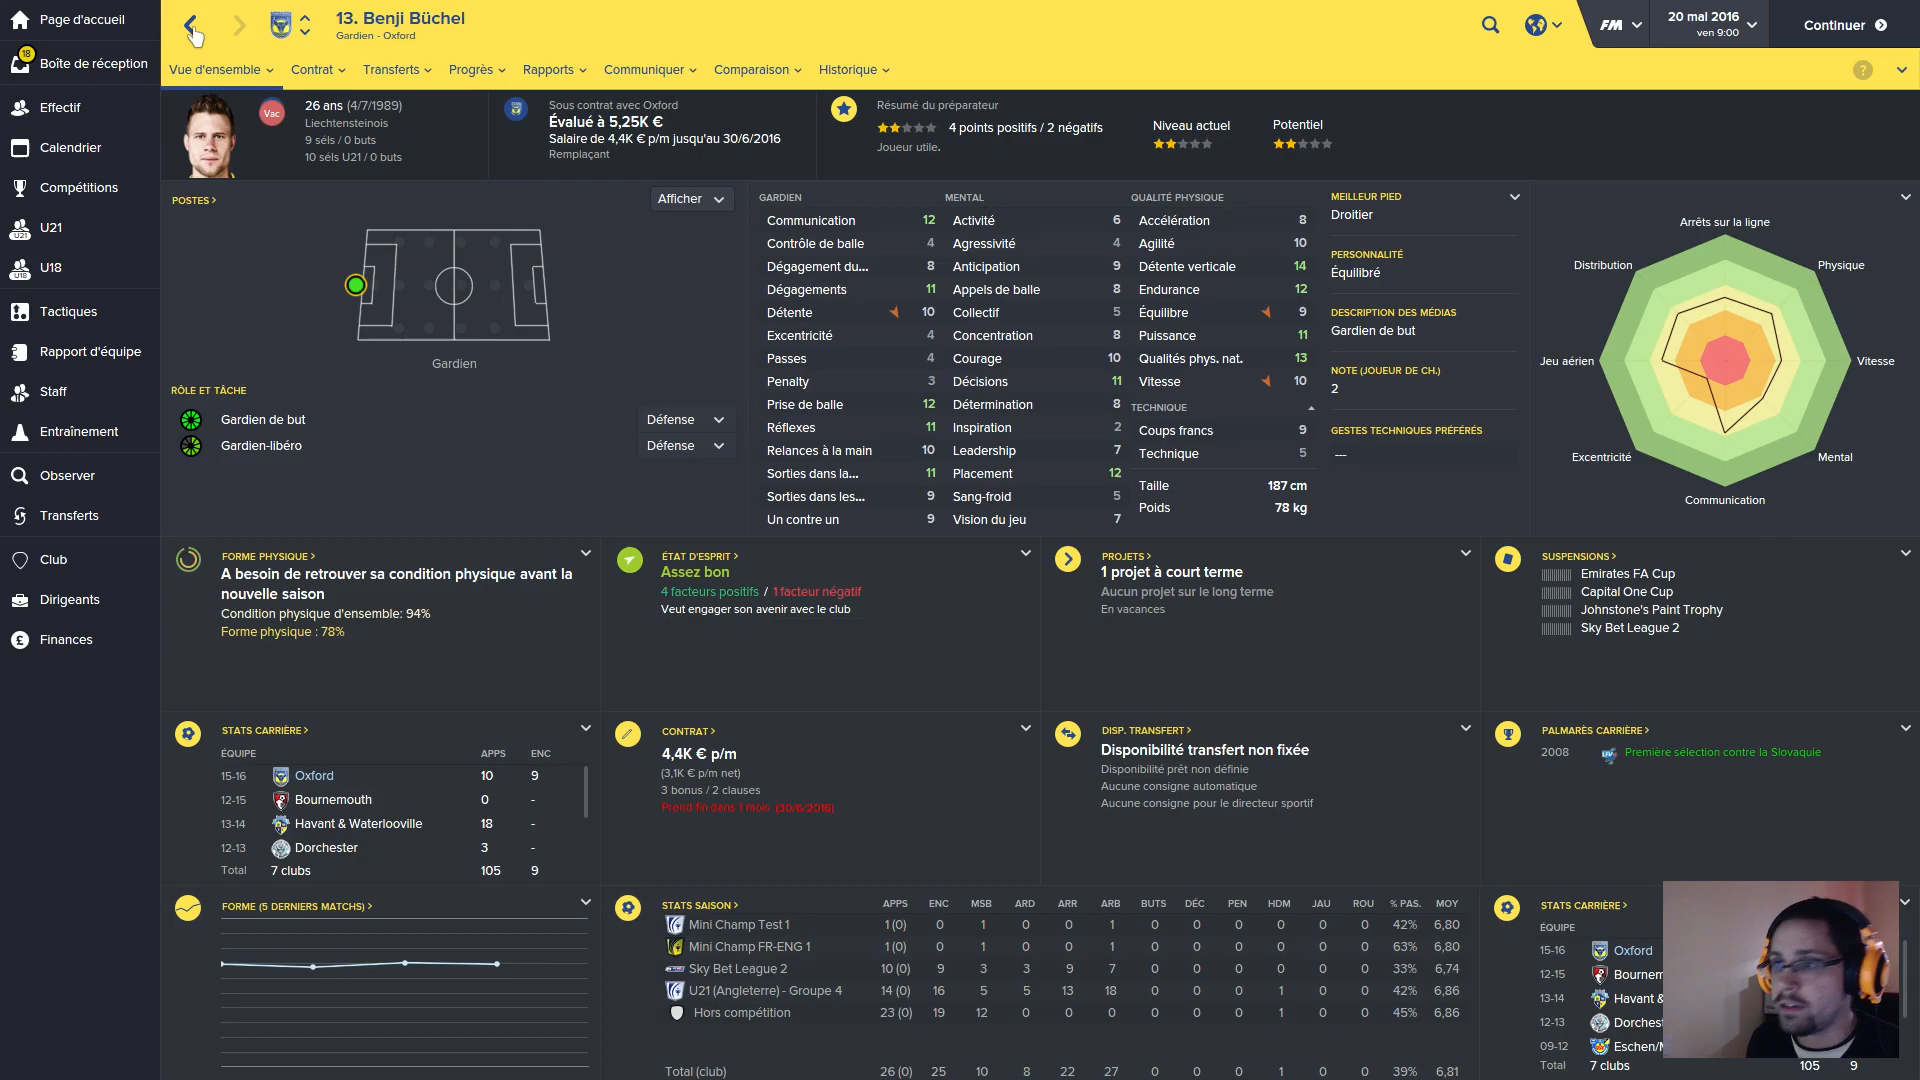 Page d'accueil
18
Boîte de réception
Effectif
Calendrier
Compétitions
U21
U21
U18
U18
Tactiques
Rapport d'équipe
Staff
Entraînement
Observer
Transferts
Club
Dirigeants
Finances
13. Benji Büchel
Gardien - Oxford
FM
20 mai 2016
ven 9:00
Continuer
Vue d'ensemble Contrat Transferts Progrès Rapports Communiquer Comparaison Historique
?
Vac
26 ans (4/7/1989)
Liechtensteinois
9 séls / 0 buts
10 séls U21 / 0 buts
Sous contrat avec Oxford
Évalué à 5,25K €
Salaire de 4,4K € p/m jusqu'au 30/6/2016
Remplaçant
Résumé du préparateur
4 points positifs / 2 négatifs
Joueur utile.
Niveau actuel
Potentiel
POSTES >
Afficher
Gardien
RÔLE ET TÂCHE
Gardien de but Défense
Gardien-libéro Défense
GARDIEN
Communication 12
Contrôle de balle 4
Dégagement du... 8
Dégagements 11
Détente 10
Excentricité 4
Passes 4
Penalty 3
Prise de balle 12
Réflexes 11
Relances à la main 10
Sorties dans la... 11
Sorties dans les... 9
Un contre un 9
MENTAL
Activité 6
Agressivité 4
Anticipation 9
Appels de balle 8
Collectif 5
Concentration 8
Courage 10
Décisions 11
Détermination 8
Inspiration 2
Leadership 7
Placement 12
Sang-froid 5
Vision du jeu 7
QUALITÉ PHYSIQUE
Accélération 8
Agilité 10
Détente verticale 14
Endurance 12
Équilibre 9
Puissance 11
Qualités phys. nat. 13
Vitesse 10
TECHNIQUE
Coups francs 9
Technique 5
Taille 187 cm
Poids 78 kg
MEILLEUR PIED
Droitier
PERSONNALITÉ
Équilibré
DESCRIPTION DES MÉDIAS
Gardien de but
NOTE (JOUEUR DE CH.)
2
GESTES TECHNIQUES PRÉFÉRÉS
---
Arrêts sur la ligne
Distribution
Physique
Jeu aérien
Vitesse
Excentricité
Mental
Communication
FORME PHYSIQUE >
A besoin de retrouver sa condition physique avant la
nouvelle saison
Condition physique d'ensemble: 94%
Forme physique : 78%
ÉTAT D'ESPRIT >
Assez bon
4 facteurs positifs / 1 facteur négatif
Veut engager son avenir avec le club
PROJETS >
1 projet à court terme
Aucun projet sur le long terme
En vacances
SUSPENSIONS >
Emirates FA Cup
Capital One Cup
Johnstone's Paint Trophy
Sky Bet League 2
STATS CARRIÈRE >
ÉQUIPE APPS ENC
15-16 Oxford 10 9
12-15 Bournemouth 0 -
13-14 Havant & Waterlooville 18 -
12-13 Dorchester 3 -
Total 7 clubs 105 9
CONTRAT >
4,4K € p/m
(3,1K € p/m net)
3 bonus / 2 clauses
Prend fin dans 1 mois (30/6/2016)
DISP. TRANSFERT >
Disponibilité transfert non fixée
Disponibilité prêt non définie
Aucune consigne automatique
Aucune consigne pour le directeur sportif
PALMARÈS CARRIÈRE >
2008 Première sélection contre la Slovaquie
FORME (5 DERNIERS MATCHS) >
STATS SAISON > APPS ENC MSB ARD ARR ARB BUTS DÉC PEN HDM JAU ROU % PAS. MOY
Mini Champ Test 1 1 (0) 0 1 0 0 1 0 0 0 0 0 0 42% 6,80
Mini Champ FR-ENG 1 1 (0) 0 1 0 0 1 0 0 0 0 0 0 63% 6,80
Sky Bet League 2 10 (0) 9 3 3 9 7 0 0 0 0 0 0 33% 6,74
U21 (Angleterre) - Groupe 4 14 (0) 16 5 5 13 18 0 0 0 1 0 0 42% 6,86
Hors compétition 23 (0) 19 12 0 0 0 0 0 0 1 0 0 45% 6,86
Total (club) 26 (0) 25 10 8 22 27 0 0 0 1 0 0 39% 6,81
STATS CARRIÈRE >
ÉQUIPE
15-16 Oxford
12-15 Bournem
13-14 Havant &
12-13 Dorchest
09-12 Eschen/M
Total 7 clubs 105 9